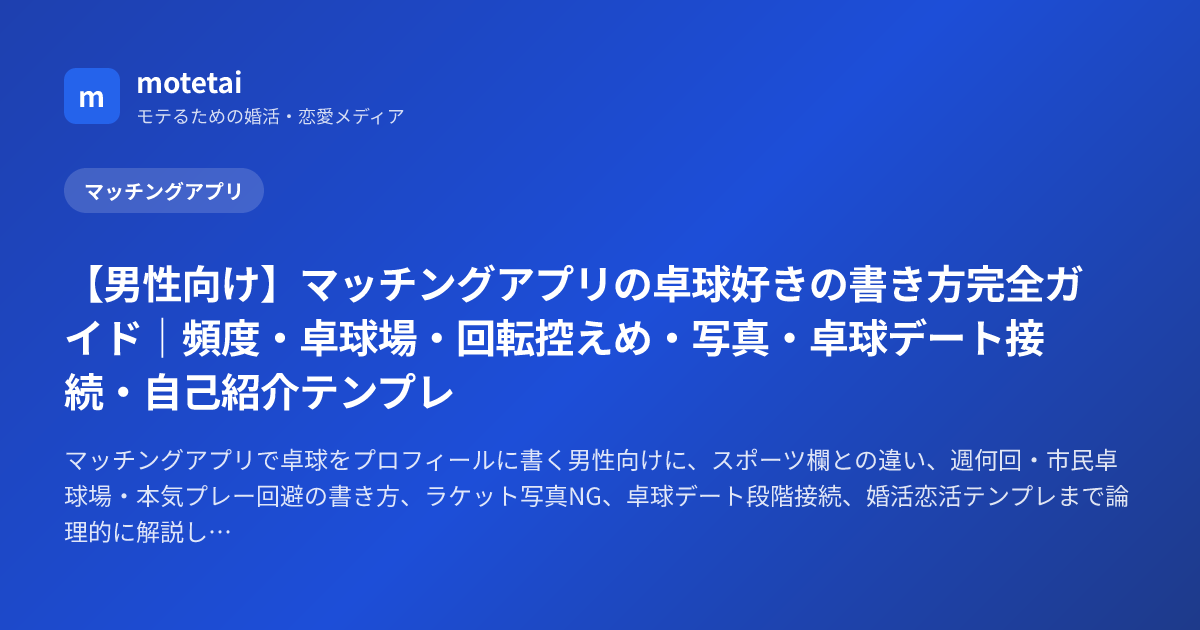 m
motetai
モテるための婚活・恋愛メディア
マッチングアプリ
【男性向け】マッチングアプリの卓球好きの書き方完全ガ
イド｜頻度・卓球場・回転控えめ・写真・卓球デート接
続・自己紹介テンプレ
マッチングアプリで卓球をプロフィールに書く男性向けに、スポーツ欄との違い、週何回・市民卓
球場・本気プレー回避の書き方、ラケット写真NG、卓球デート段階接続、婚活恋活テンプレまで論
理的に解説し…